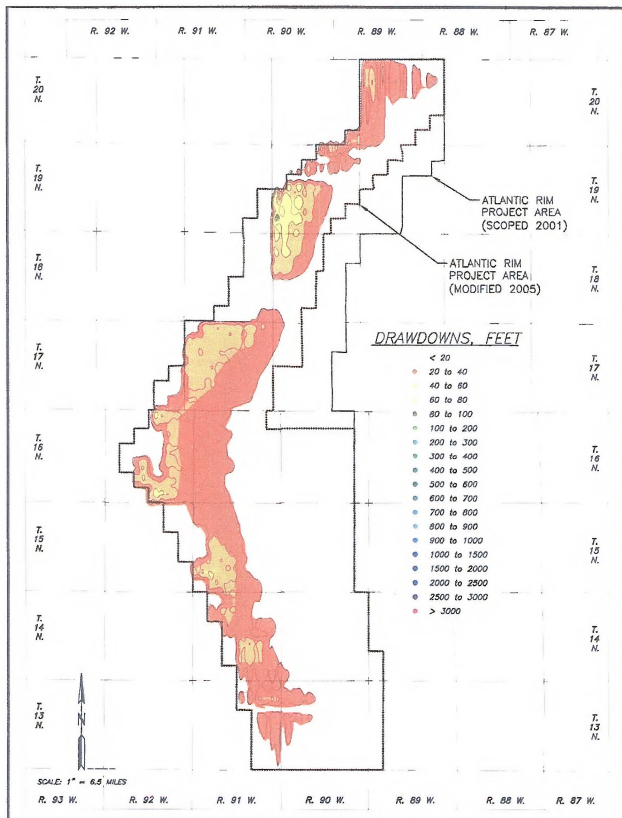 R. 92 W. R. 91 W. R. 90 W. R. 89 W. R. 88 W. R. 87 W.
T. 20 N. T. 20 N.
T. 19 N. T. 19 N.
ATLANTIC RIM
PROJECT AREA
(SCOPED 2001)
ATLANTIC RIM
PROJECT AREA
(MODIFIED 2005)
T. 18 N. T. 18 N.
DRAWDOWNS, FEET
< 20
20 to 40
40 to 60
60 to 80
80 to 100
100 to 200
200 to 300
300 to 400
400 to 500
500 to 600
600 to 700
700 to 800
800 to 900
900 to 1000
1000 to 1500
1500 to 2000
2000 to 2500
2500 to 3000
> 3000
T. 17 N. T. 17 N.
T. 16 N. T. 16 N.
T. 15 N. T. 15 N.
T. 14 N. T. 14 N.
T. 13 N. T. 13 N.
N
SCALE: 1" = 6.5 MILES
R. 93 W. R. 92 W. R. 91 W. R. 90 W. R. 89 W. R. 88 W. R. 87 W.